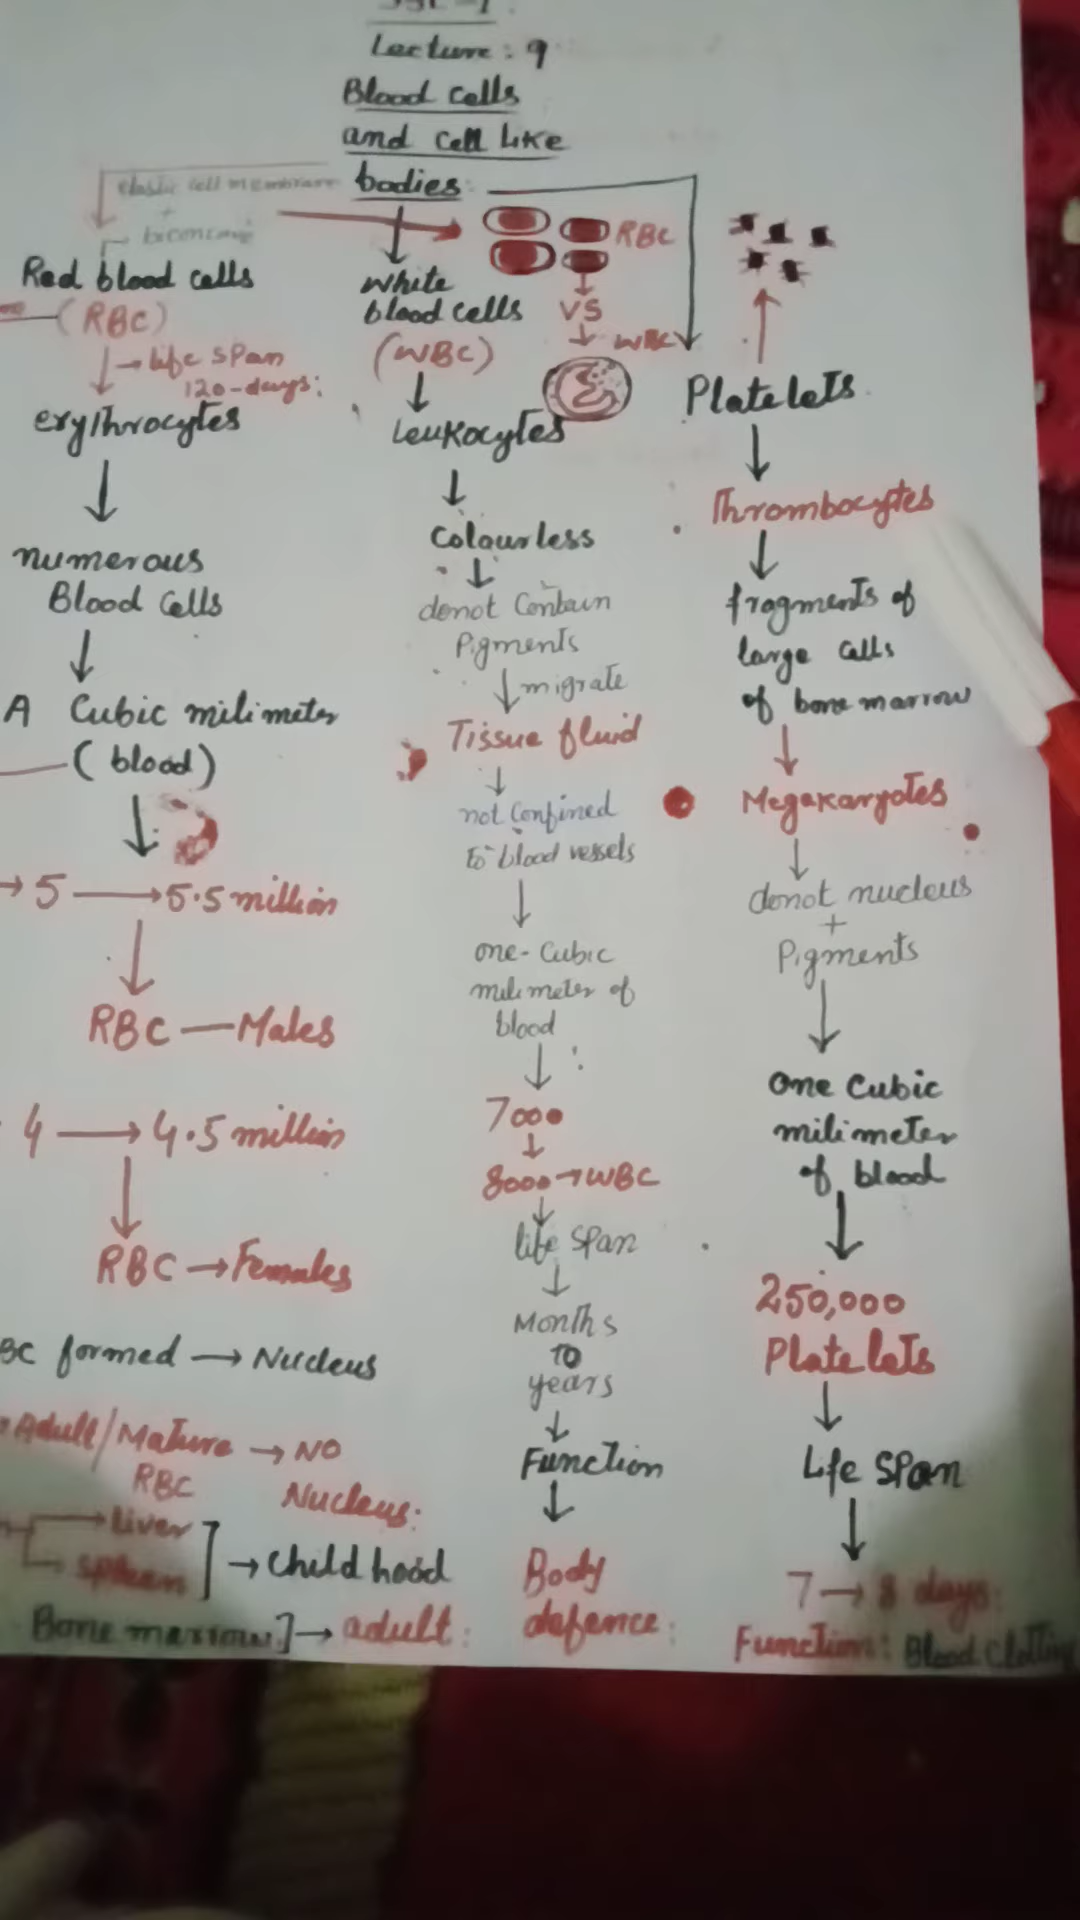 Lecture: 9
Blood cells
and cell like
bodies:
elastic cell membrane
+
biconcave
Red blood cells
(RBC)
→ life span
120-days:
erythrocytes
numerous
Blood Cells
A Cubic milimeter
(blood)
→ 5 → 5.5 million
RBC — Males
4 → 4.5 million
RBC → Females
BC formed → Nucleus
Adult/Mature → NO
RBC Nucleus:
liver
spleen ] → Child hood
Bone marrow] → adult:
White
blood cells
(WBC)
Leukocytes
Colourless
donot Contain
Pigments
migrate
Tissue fluid
not Confined
to blood vessels
one-Cubic
milimeter of
blood
7000
8000 → WBC
life span
Months
TO
years
Function
Body
defence:
RBC
VS
WBC
Platelets
Thrombocytes
fragments of
large cells
of bone marrow
Megakaryotes
donot nucleus
+
Pigments
One Cubic
milimeter
of blood
250,000
Platelets
Life Span
7 → 8 days:
Function: Blood Clotting